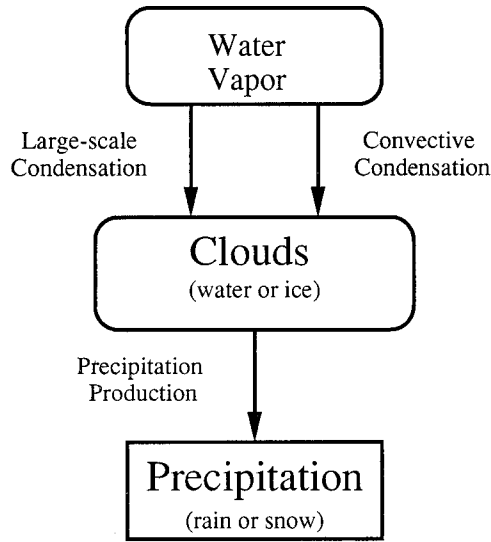 Water
Vapor
Large-scale
Condensation
Convective
Condensation
Clouds
(water or ice)
Precipitation
Production
Precipitation
(rain or snow)